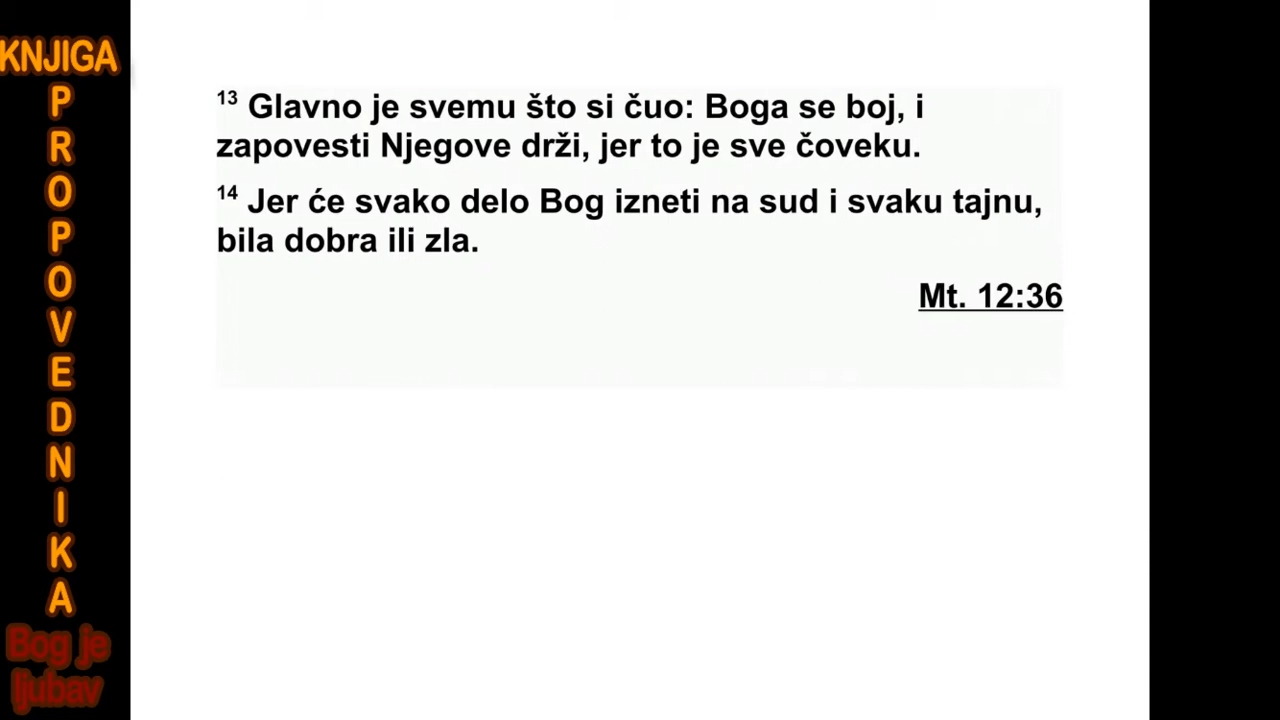 KNJIGA
P
R
O
P
O
V
E
D
N
I
K
A
Bog je
ljubav
13 Glavno je svemu što si čuo: Boga se boj, i
zapovesti Njegove drži, jer to je sve čoveku.
14 Jer će svako delo Bog izneti na sud i svaku tajnu,
bila dobra ili zla.
Mt. 12:36